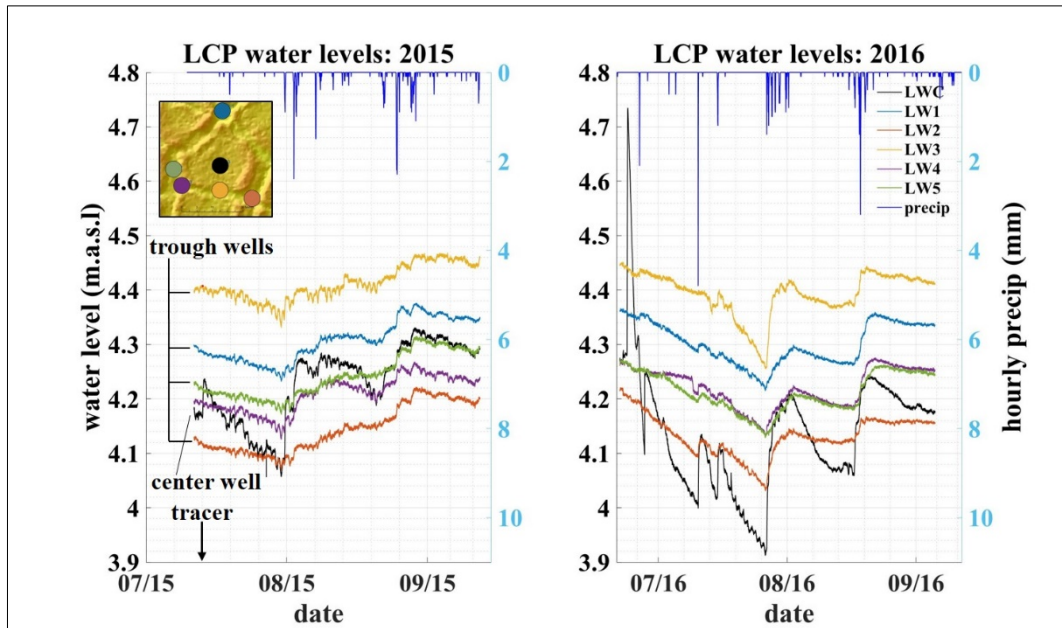 LCP water levels: 2015
4.8
4.7
4.6
4.5
4.4
4.3
4.2
4.1
4
3.9
water level (m.a.s.l)
trough wells
center well
tracer
0
2
4
6
8
10
07/15
08/15
09/15
date
LCP water levels: 2016
4.8
4.7
4.6
4.5
4.4
4.3
4.2
4.1
4
3.9
LWC
LW1
LW2
LW3
LW4
LW5
precip
0
2
4
6
8
10
hourly precip (mm)
07/16
08/16
09/16
date